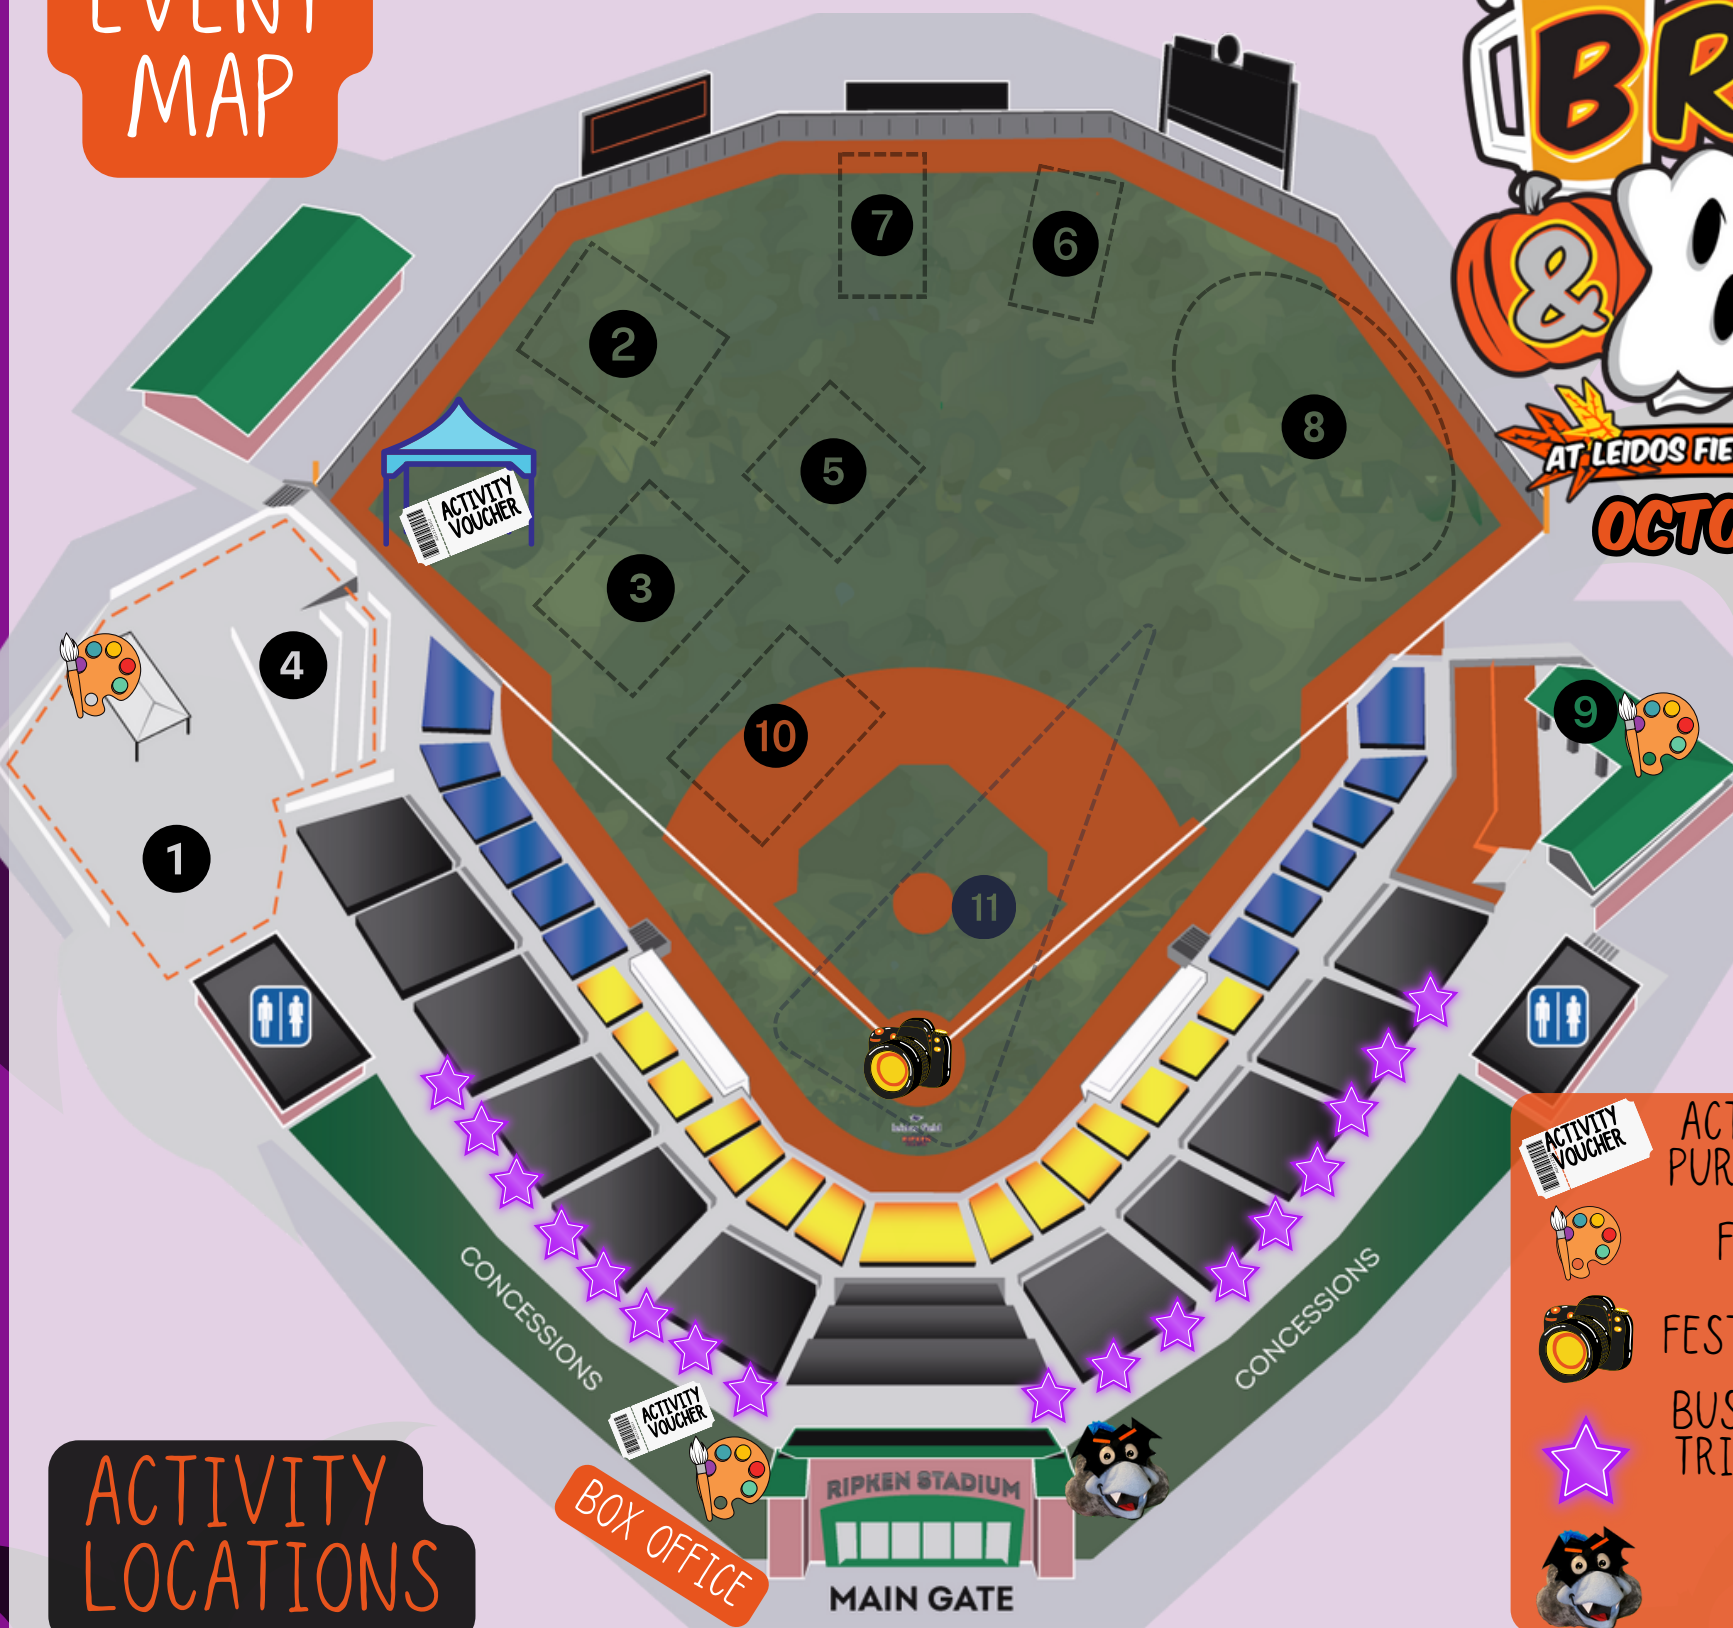 EVENT
MAP
BR
&
AT LEIDOS FIE
OCTO
7
6
2
8
5
ACTIVITY
VOUCHER
3
4
9
10
1
11
CONCESSIONS
CONCESSIONS
ACTIVITY
VOUCHER
BOX OFFICE
RIPKEN STADIUM
MAIN GATE
ACTIVITY
LOCATIONS
ACTIVITY
VOUCHER
ACT
PUR
F
FEST
BUS
TRI